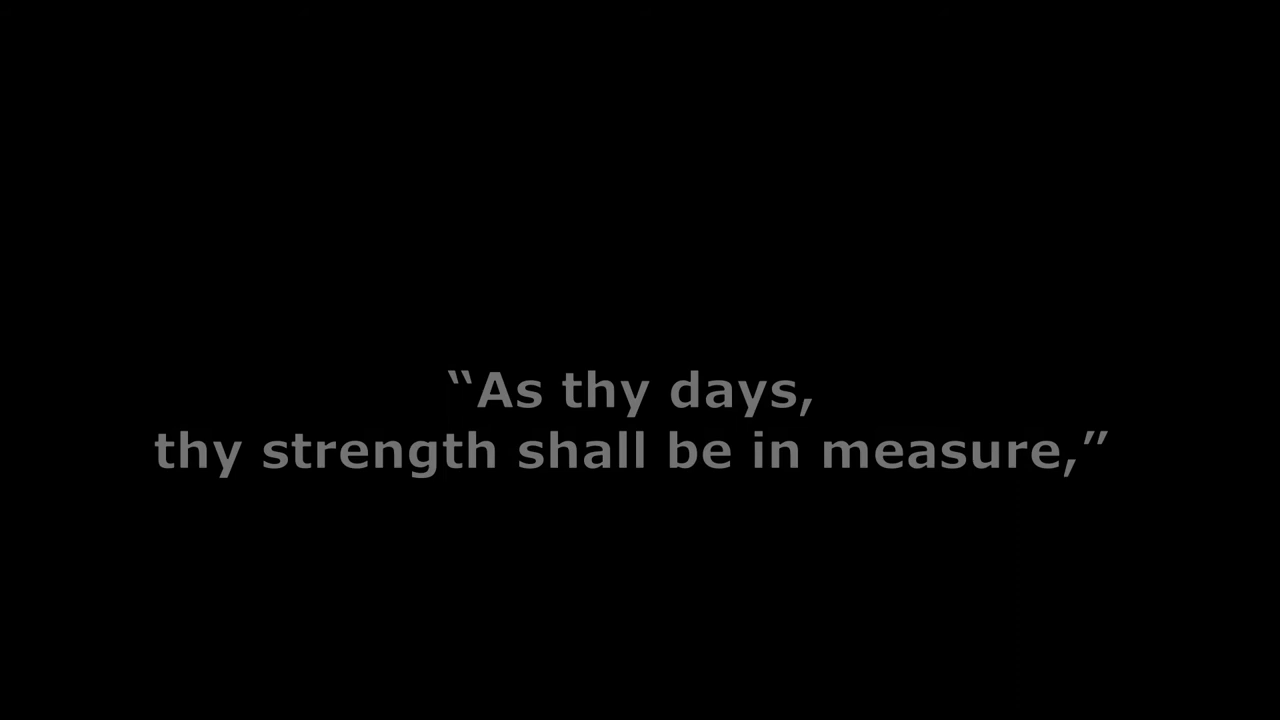 “As thy days,
thy strength shall be in measure,”